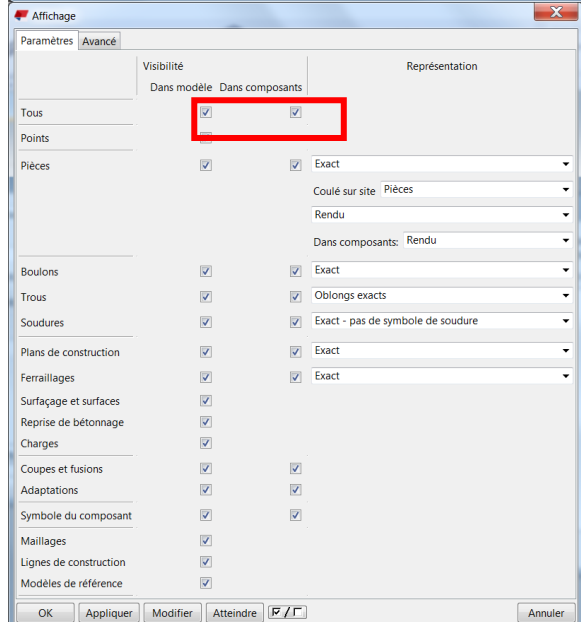 Affichage
Paramètres Avancé
Visibilité Représentation
Dans modèle Dans composants
Tous
Points
Pièces Exact
Coulé sur site Pièces
Rendu
Dans composants: Rendu
Boulons Exact
Trous Oblongs exacts
Soudures Exact - pas de symbole de soudure
Plans de construction Exact
Ferraillages Exact
Surfaçage et surfaces
Reprise de bétonnage
Charges
Coupes et fusions
Adaptations
Symbole du composant
Maillages
Lignes de construction
Modèles de référence
OK Appliquer Modifier Atteindre / Annuler